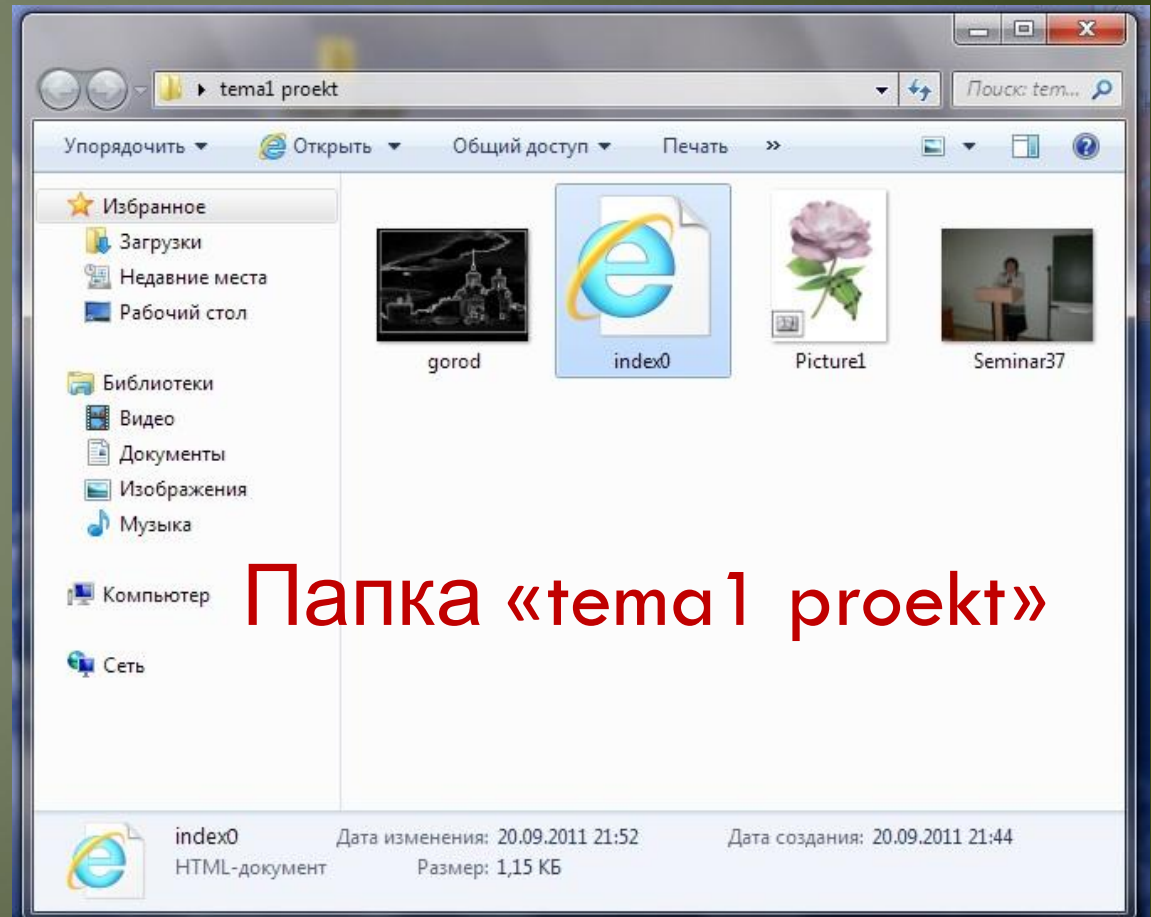 tema1 proekt
Поиск: tem...
Упорядочить Открыть Общий доступ Печать »
Избранное
Загрузки
Недавние места
Рабочий стол
Библиотеки
Видео
Документы
Изображения
Музыка
Компьютер
Сеть
gorod index0 Picture1 Seminar37
Папка «tema1 proekt»
index0 Дата изменения: 20.09.2011 21:52 Дата создания: 20.09.2011 21:44
HTML-документ Размер: 1,15 КБ